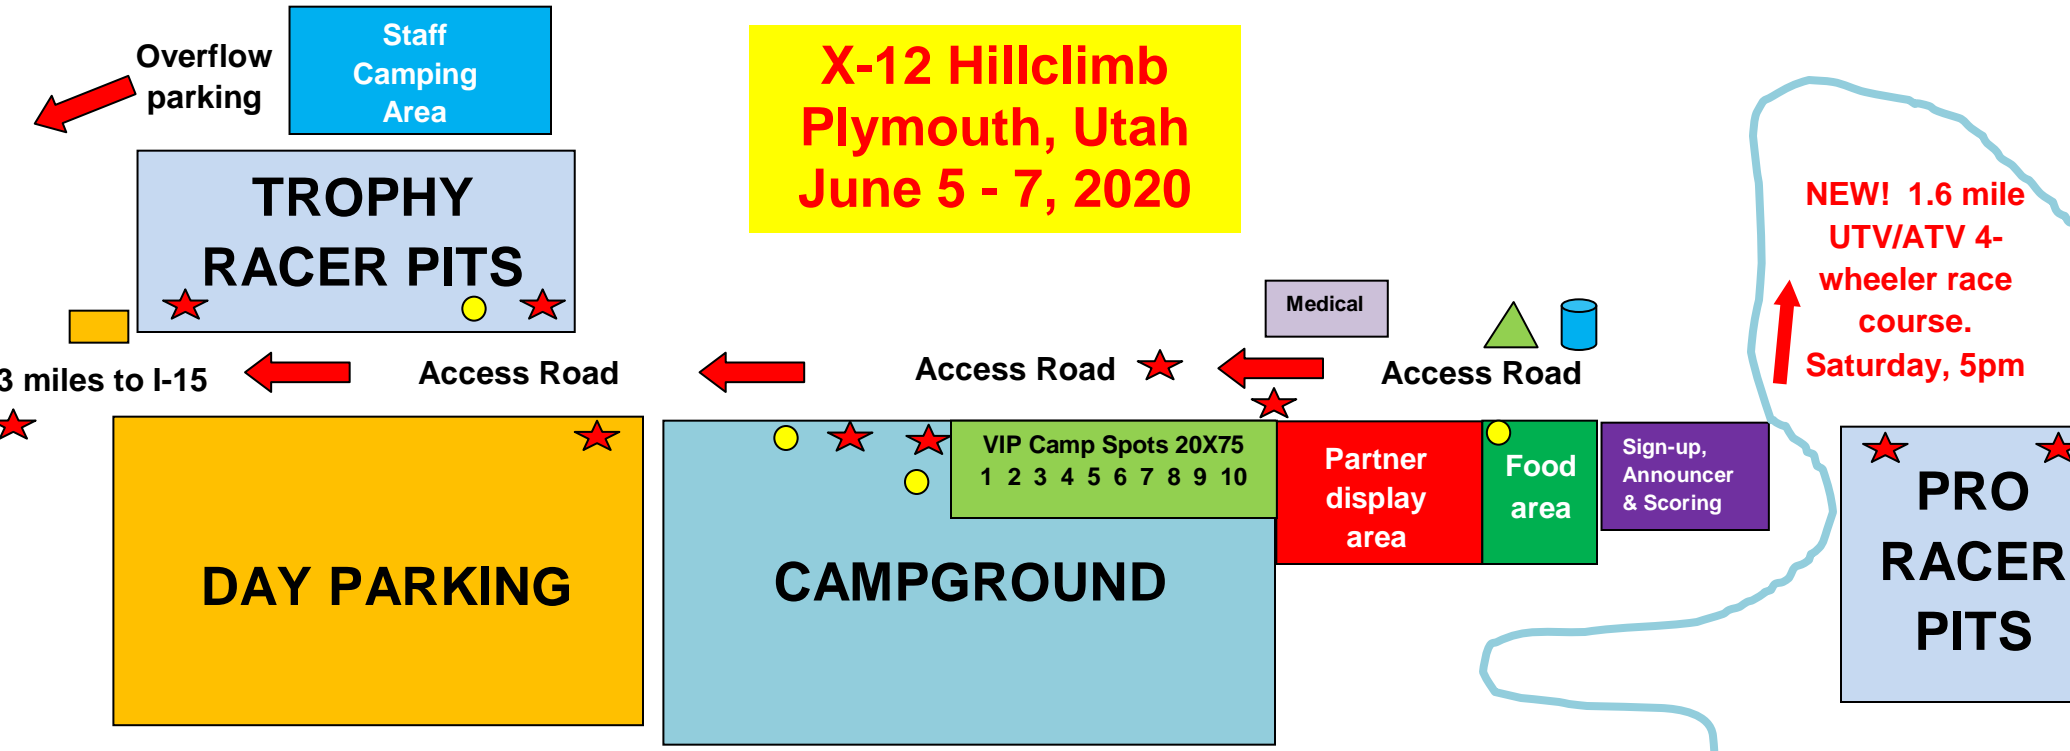 Overflow
parking
Staff
Camping
Area
X-12 Hillclimb
Plymouth, Utah
June 5 - 7, 2020
TROPHY
RACER PITS
NEW!  1.6 mile
UTV/ATV 4-
wheeler race
course.
Saturday, 5pm
Medical
3 miles to I-15
Access Road
Access Road
Access Road
DAY PARKING
CAMPGROUND
VIP Camp Spots 20X75
1 2 3 4 5 6 7 8 9 10
Partner
display
area
Food
area
Sign-up,
Announcer
& Scoring
PRO
RACER
PITS